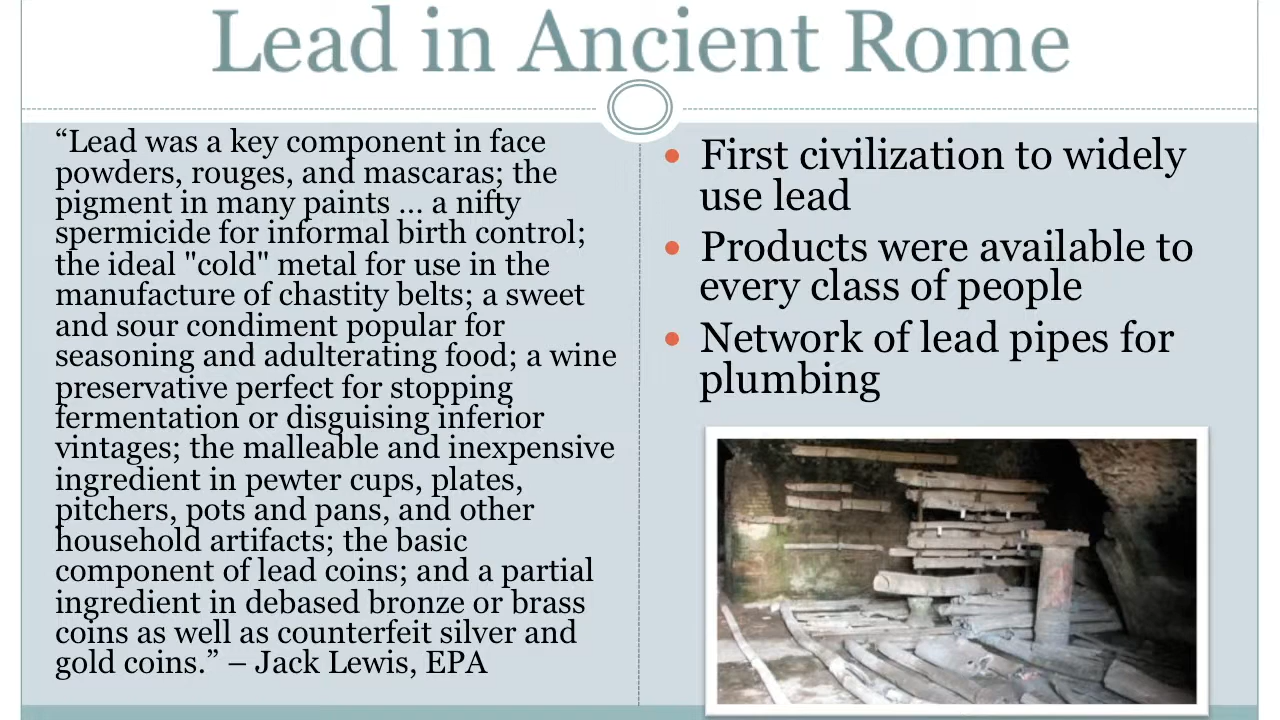 Lead in Ancient Rome
“Lead was a key component in face
powders, rouges, and mascaras; the
pigment in many paints ... a nifty
spermicide for informal birth control;
the ideal "cold" metal for use in the
manufacture of chastity belts; a sweet
and sour condiment popular for
seasoning and adulterating food; a wine
preservative perfect for stopping
fermentation or disguising inferior
vintages; the malleable and inexpensive
ingredient in pewter cups, plates,
pitchers, pots and pans, and other
household artifacts; the basic
component of lead coins; and a partial
ingredient in debased bronze or brass
coins as well as counterfeit silver and
gold coins.” – Jack Lewis, EPA
• First civilization to widely
use lead
• Products were available to
every class of people
• Network of lead pipes for
plumbing